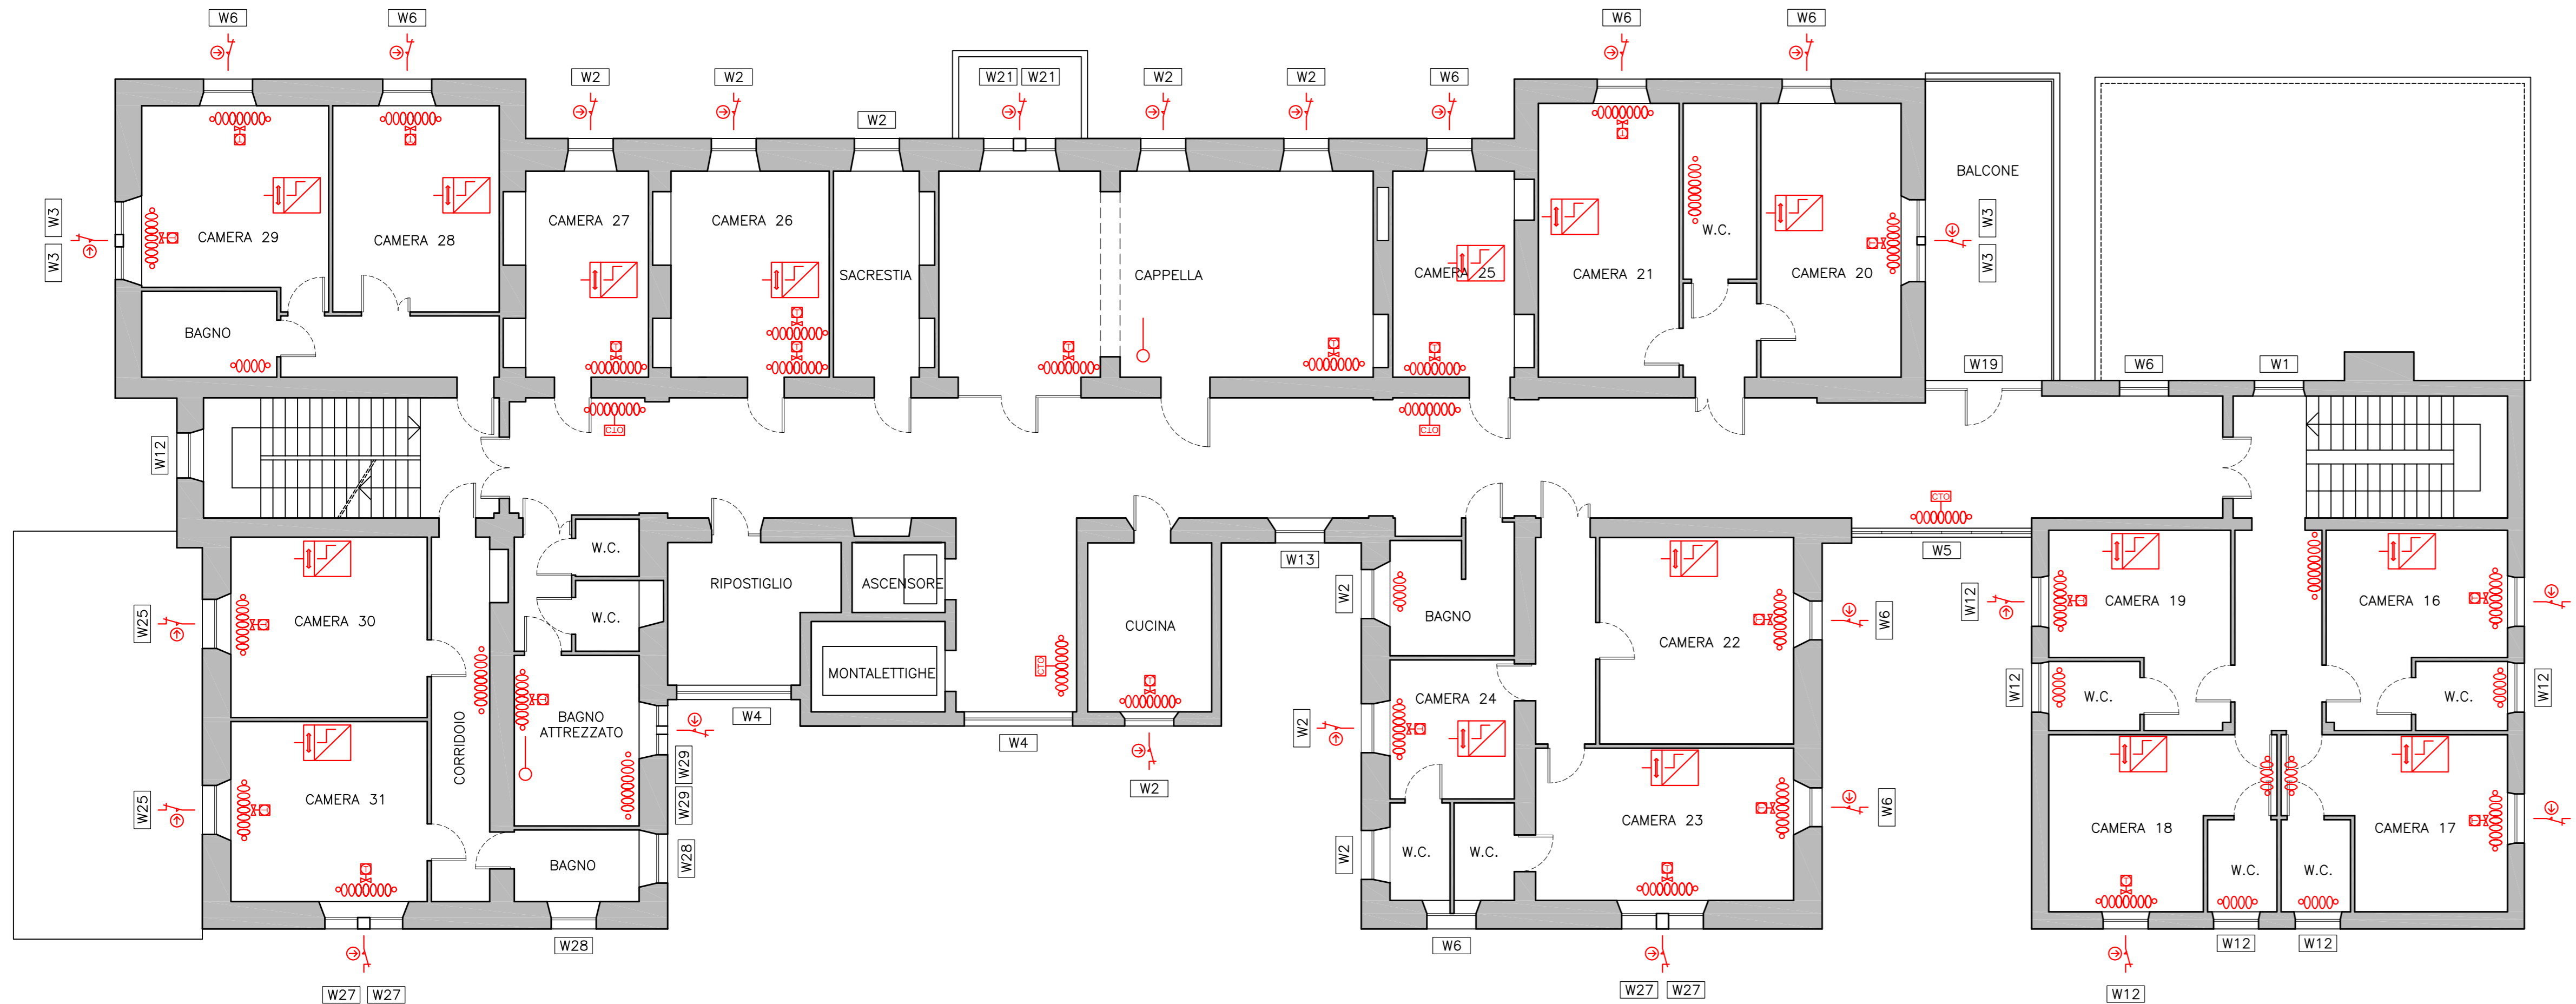 W6
W6
W6
W6
W2
W2
W21
W21
W2
W2
W6
W2
BALCONE
W3
W3
CAMERA 29
CAMERA 28
CAMERA 27
CAMERA 26
SACRESTIA
CAPPELLA
CAMERA 25
CAMERA 21
W.C.
CAMERA 20
W3
W3
BAGNO
W19
W6
W1
W12
CTO
CTO
CTO
W.C.
RIPOSTIGLIO
ASCENSORE
W13
W5
W25
CAMERA 30
W.C.
CUCINA
W2
BAGNO
CAMERA 22
W6
W12
CAMERA 19
CAMERA 16
MONTALETTIGHE
CTO
W12
W.C.
W.C.
W12
BAGNO
ATTREZZATO
W4
W4
CAMERA 24
W2
CORRIDOIO
W29
W29
W2
W25
CAMERA 31
CAMERA 23
W6
CAMERA 18
CAMERA 17
BAGNO
W28
W2
W.C.
W.C.
W.C.
W.C.
W28
W6
W12
W12
W27
W27
W27
W27
W12